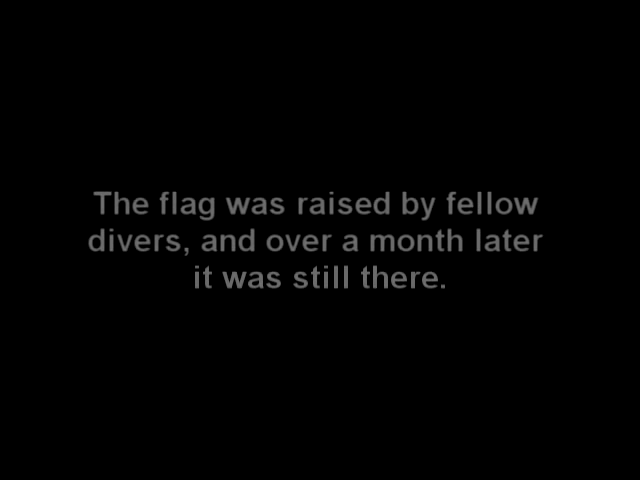 The flag was raised by fellow
divers, and over a month later
it was still there.